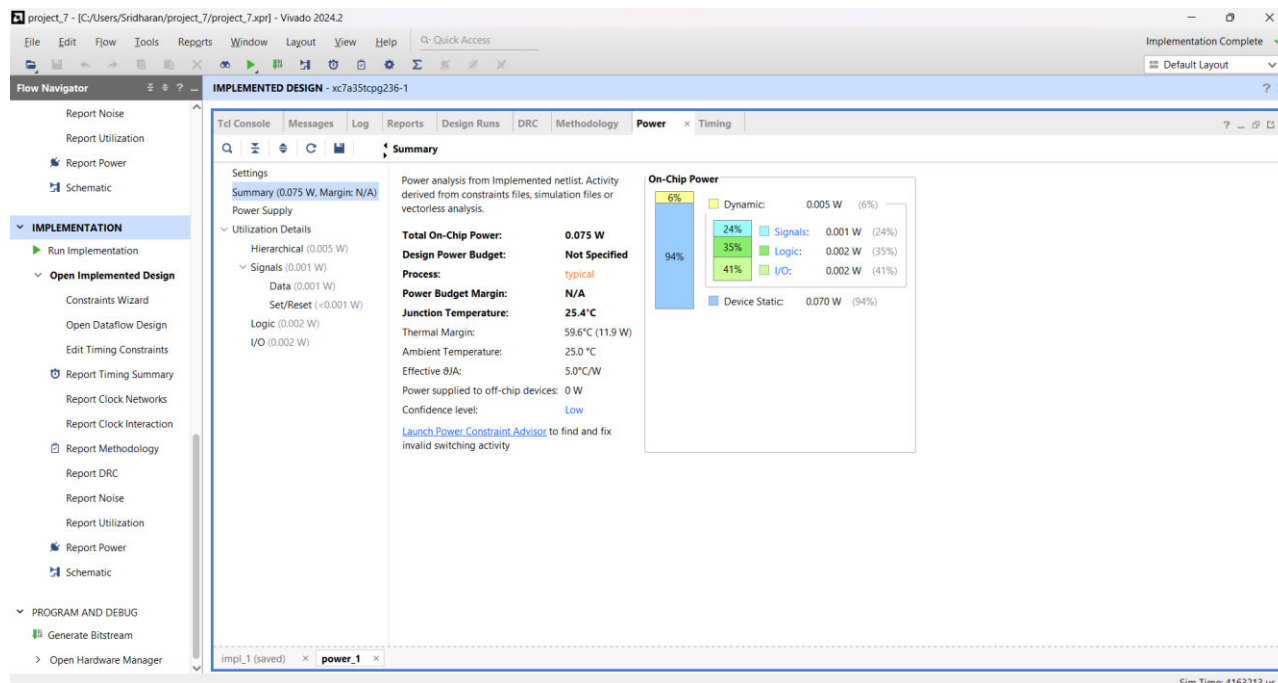 project_7 - [C:/Users/Sridharan/project_7/project_7.xpr] - Vivado 2024.2
File Edit Flow Tools Reports Window Layout View Help Quick Access
Implementation Complete
Default Layout
Flow Navigator
IMPLEMENTED DESIGN - xc7a35tcpg236-1
Report Noise
Report Utilization
Report Power
Schematic
IMPLEMENTATION
Run Implementation
Open Implemented Design
Constraints Wizard
Open Dataflow Design
Edit Timing Constraints
Report Timing Summary
Report Clock Networks
Report Clock Interaction
Report Methodology
Report DRC
Report Noise
Report Utilization
Report Power
Schematic
PROGRAM AND DEBUG
Generate Bitstream
Open Hardware Manager
Tcl Console Messages Log Reports Design Runs DRC Methodology Power × Timing
Summary
Settings
Summary (0.075 W, Margin: N/A)
Power Supply
Utilization Details
Hierarchical (0.005 W)
Signals (0.001 W)
Data (0.001 W)
Set/Reset (<0.001 W)
Logic (0.002 W)
I/O (0.002 W)
Power analysis from Implemented netlist. Activity
derived from constraints files, simulation files or
vectorless analysis.
Total On-Chip Power: 0.075 W
Design Power Budget: Not Specified
Process: typical
Power Budget Margin: N/A
Junction Temperature: 25.4°C
Thermal Margin: 59.6°C (11.9 W)
Ambient Temperature: 25.0 °C
Effective θJA: 5.0°C/W
Power supplied to off-chip devices: 0 W
Confidence level: Low
Launch Power Constraint Advisor to find and fix
invalid switching activity
On-Chip Power
6%
94%
Dynamic: 0.005 W (6%)
24% Signals: 0.001 W (24%)
35% Logic: 0.002 W (35%)
41% I/O: 0.002 W (41%)
Device Static: 0.070 W (94%)
impl_1 (saved) × power_1 ×
Sim Time: 4163213 us